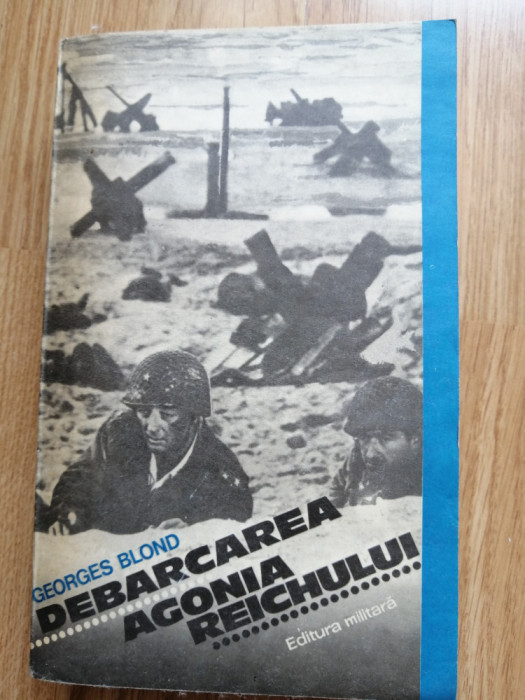 GEORGES BLOND
DEBARCAREA
AGONIA
REICHULUI
Editura militară